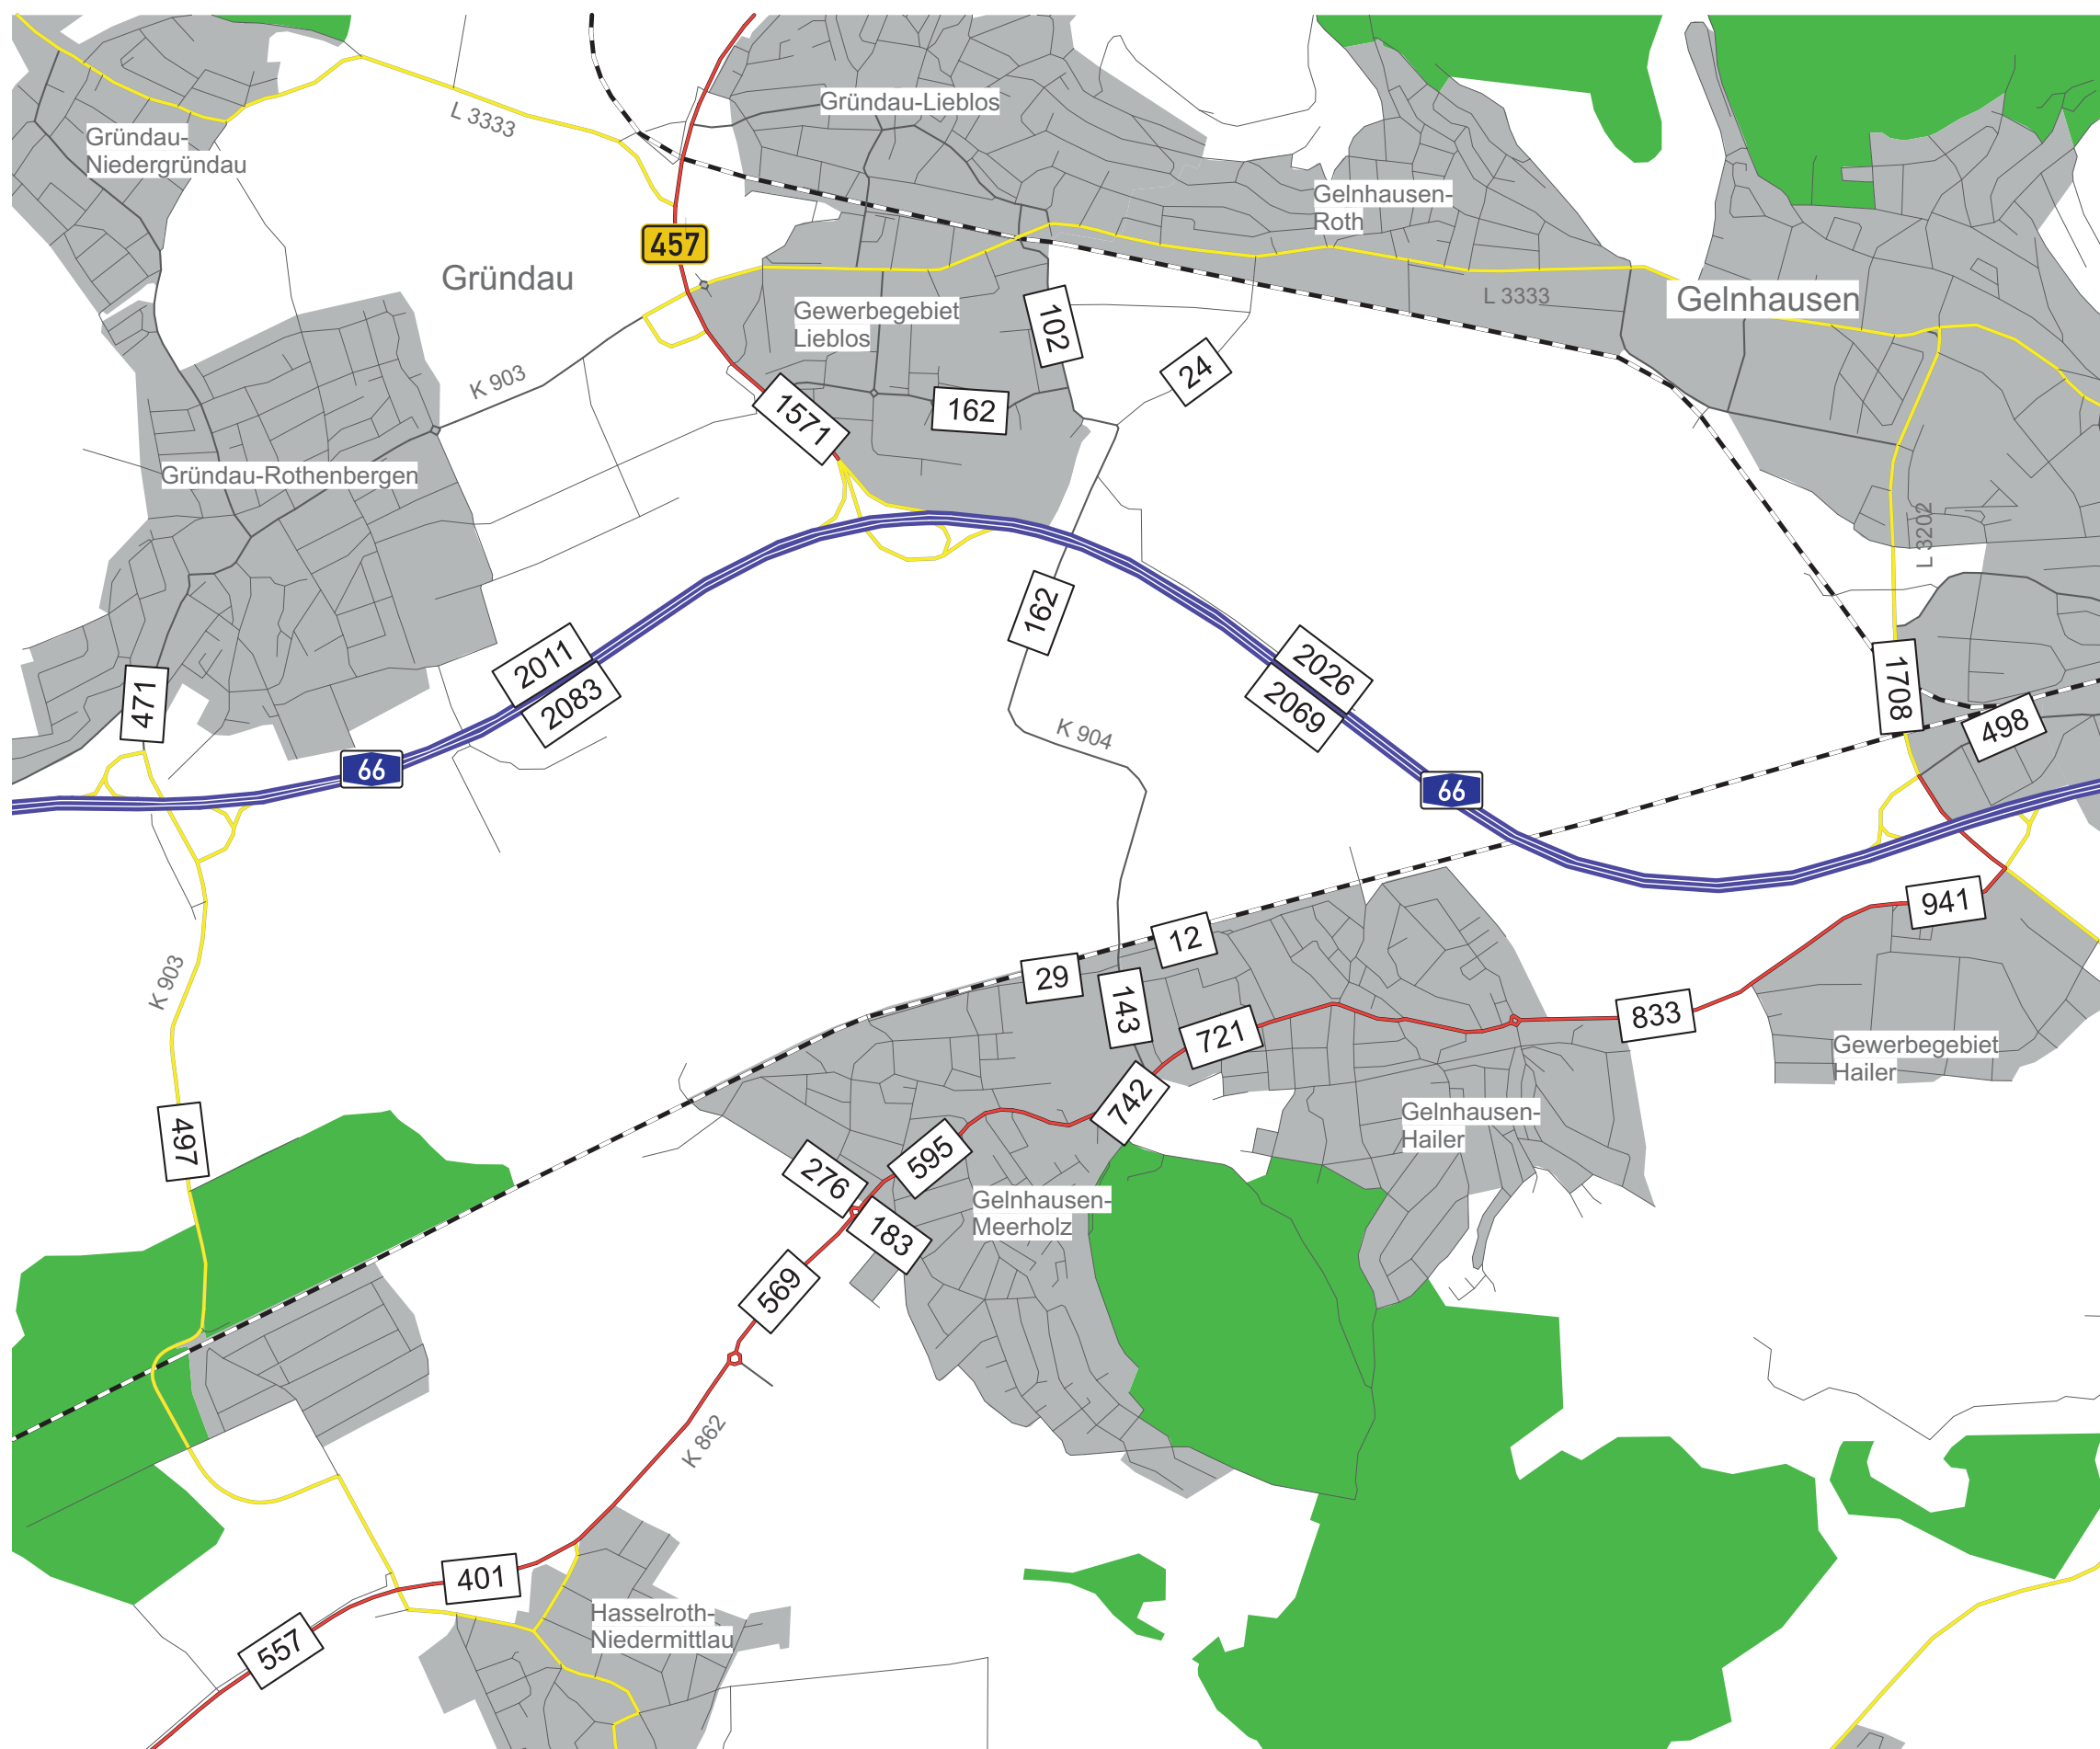 Gründau-Lieblos
L 3333
Gründau-
Niedergründau
Gelnhausen-
Roth
457
Gründau
Gelnhausen
L 3333
Gewerbegebiet
Lieblos
102
24
K 903
1571
162
Gründau-Rothenbergen
L 3202
162
2011
2083
2026
2069
471
1708
498
K 904
66
66
941
12
29
K 903
143
721
833
Gewerbegebiet
Hailer
742
Gelnhausen-
Hailer
497
595
276
183
Gelnhausen-
Meerholz
569
K 862
401
Hasselroth-
Niedermittlau
557